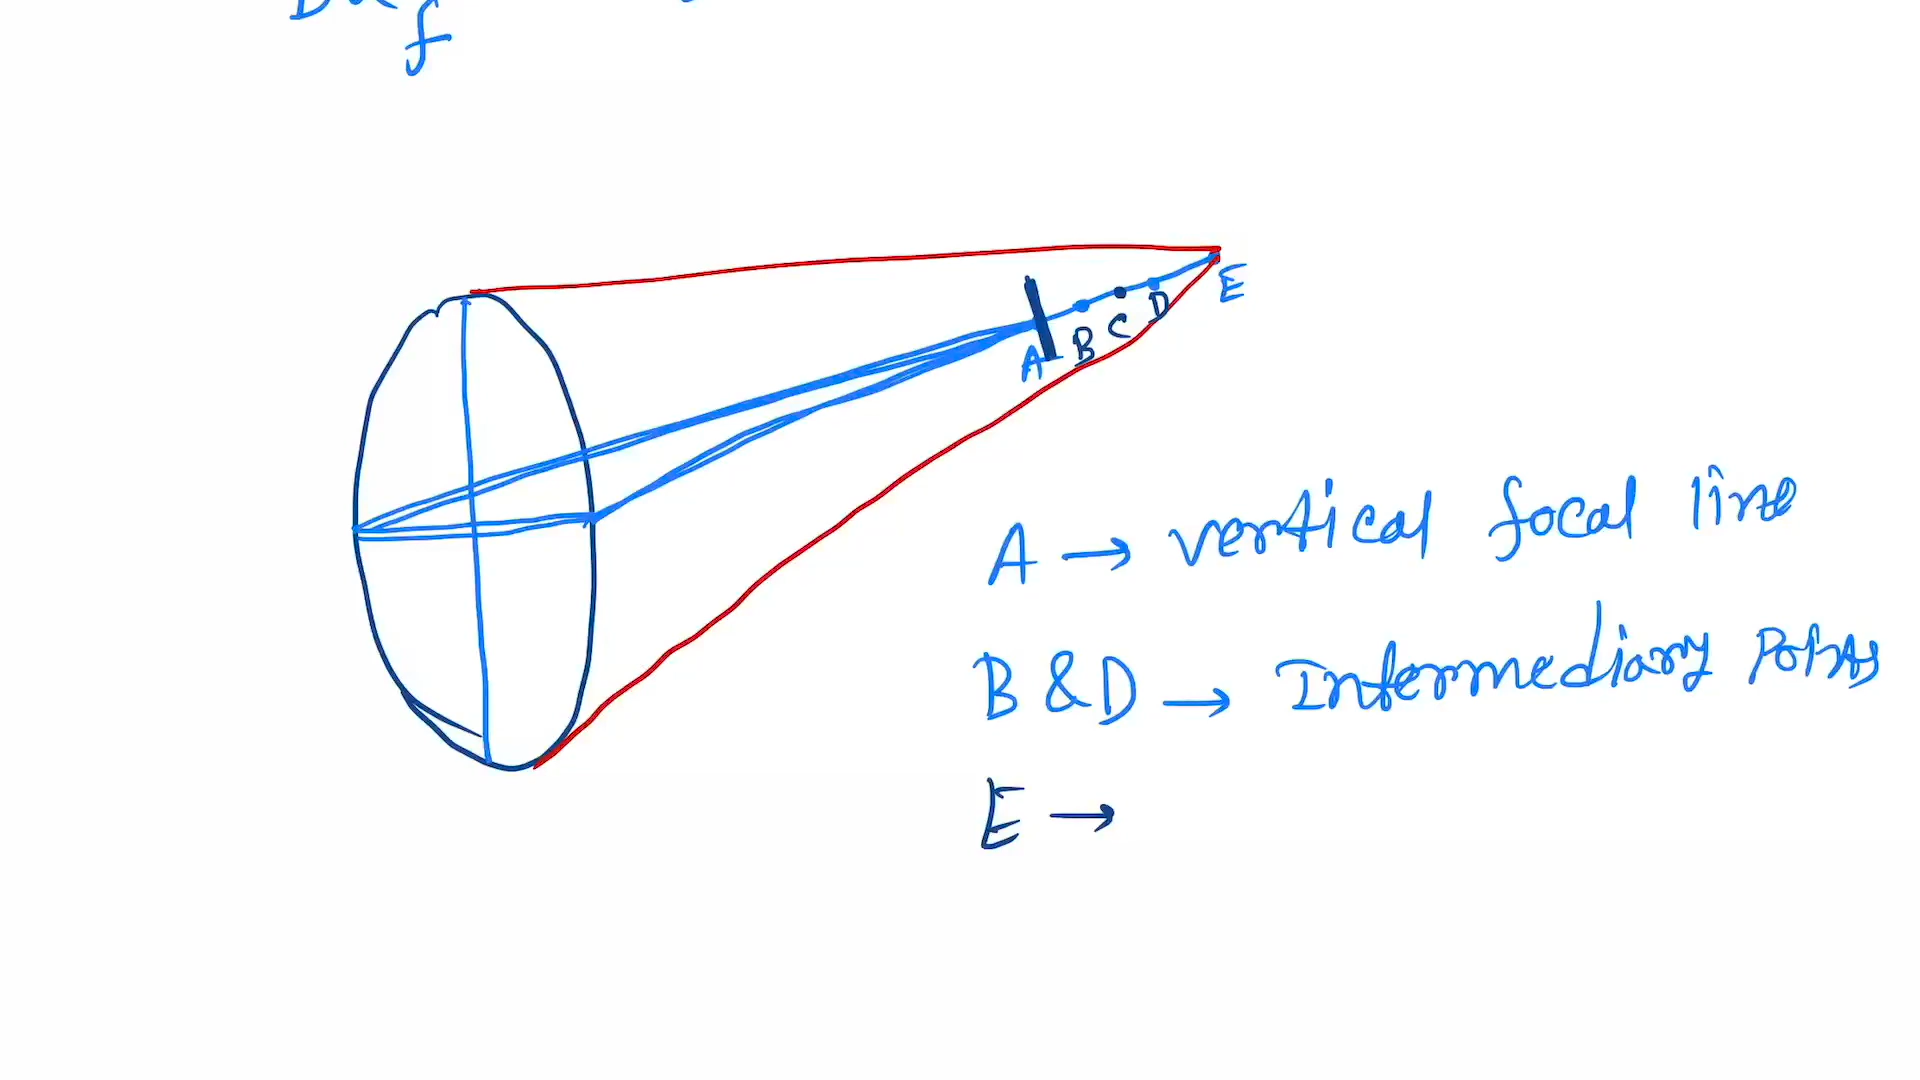 f
E
D
C
B
A
A → vertical focal line
B & D → Intermediary Points
E →